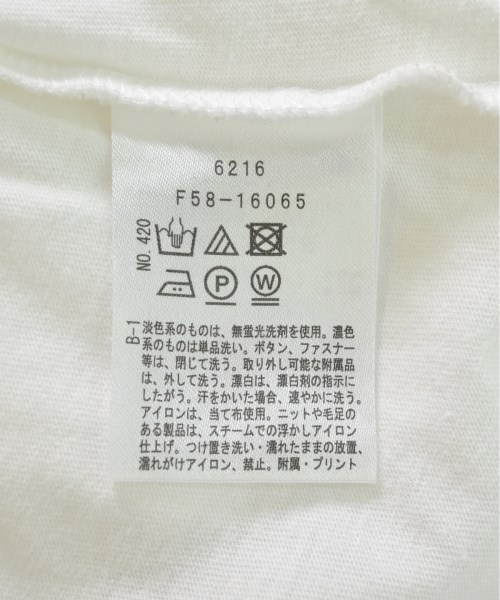 6216
F58-16065
NO. 420
P
W
B-1
淡色系のものは、無蛍光洗剤を使用。濃色
系のものは単品洗い。ボタン、ファスナー
等は、閉じて洗う。取り外し可能な附属品
は、外して洗う。漂白は、漂白剤の指示に
したがう。汗をかいた場合、速やかに洗う。
アイロンは、当て布使用。ニットや毛足の
ある製品は、スチームでの浮かしアイロン
仕上げ。つけ置き洗い・濡れたままの放置、
濡れがけアイロン、禁止。附属・プリント